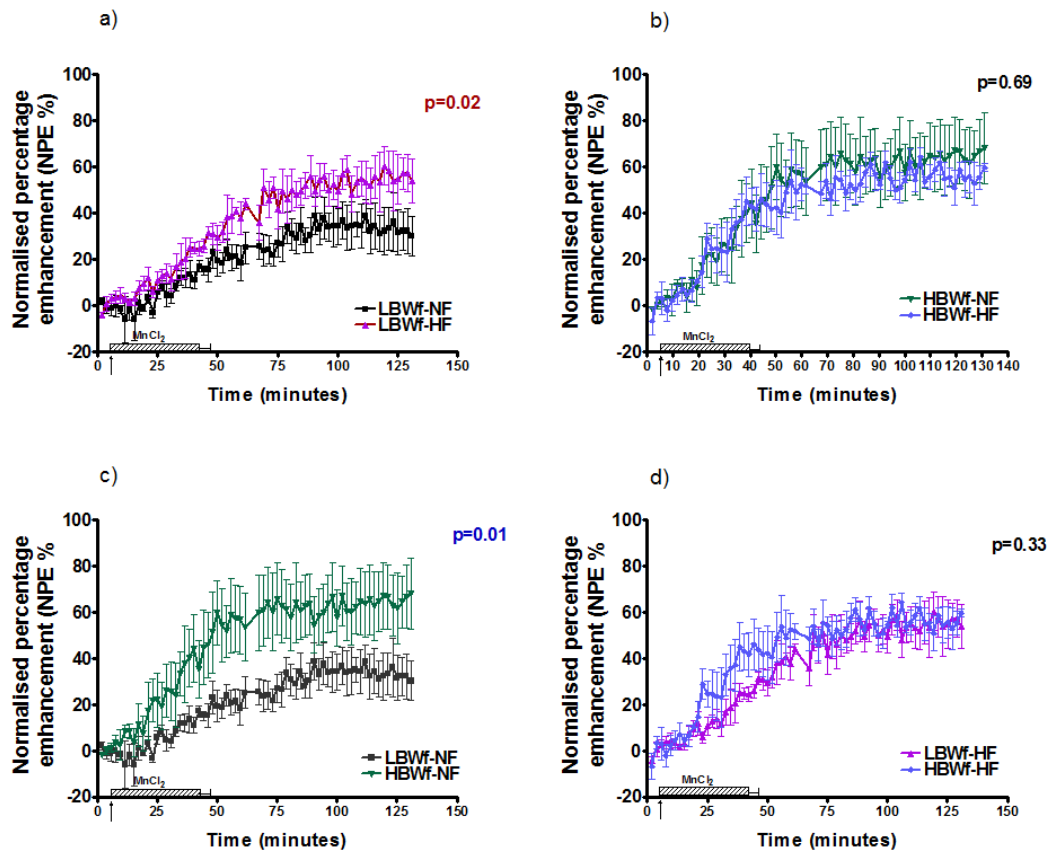 a)
Normalised percentage
enhancement (NPE %)
100
80
60
40
20
0
-20
p=0.02
LBWf-NF
LBWf-HF
MnCl2
0 25 50 75 100 125 150
Time (minutes)
b)
Normalised percentage
enhancement (NPE %)
100
80
60
40
20
0
-20
p=0.69
HBWf-NF
HBWf-HF
MnCl2
0 10 20 30 40 50 60 70 80 90 100 110 120 130 140
Time (minutes)
c)
Normalised percentage
enhancement (NPE %
100
80
60
40
20
0
-20
p=0.01
LBWf-NF
HBWf-NF
MnCl2
0 25 50 75 100 125 150
Time (minutes)
d)
Normalised percentage
enhancement (NPE %
100
80
60
40
20
0
-20
p=0.33
LBWf-HF
HBWf-HF
MnCl2
0 25 50 75 100 125 150
Time (minutes)